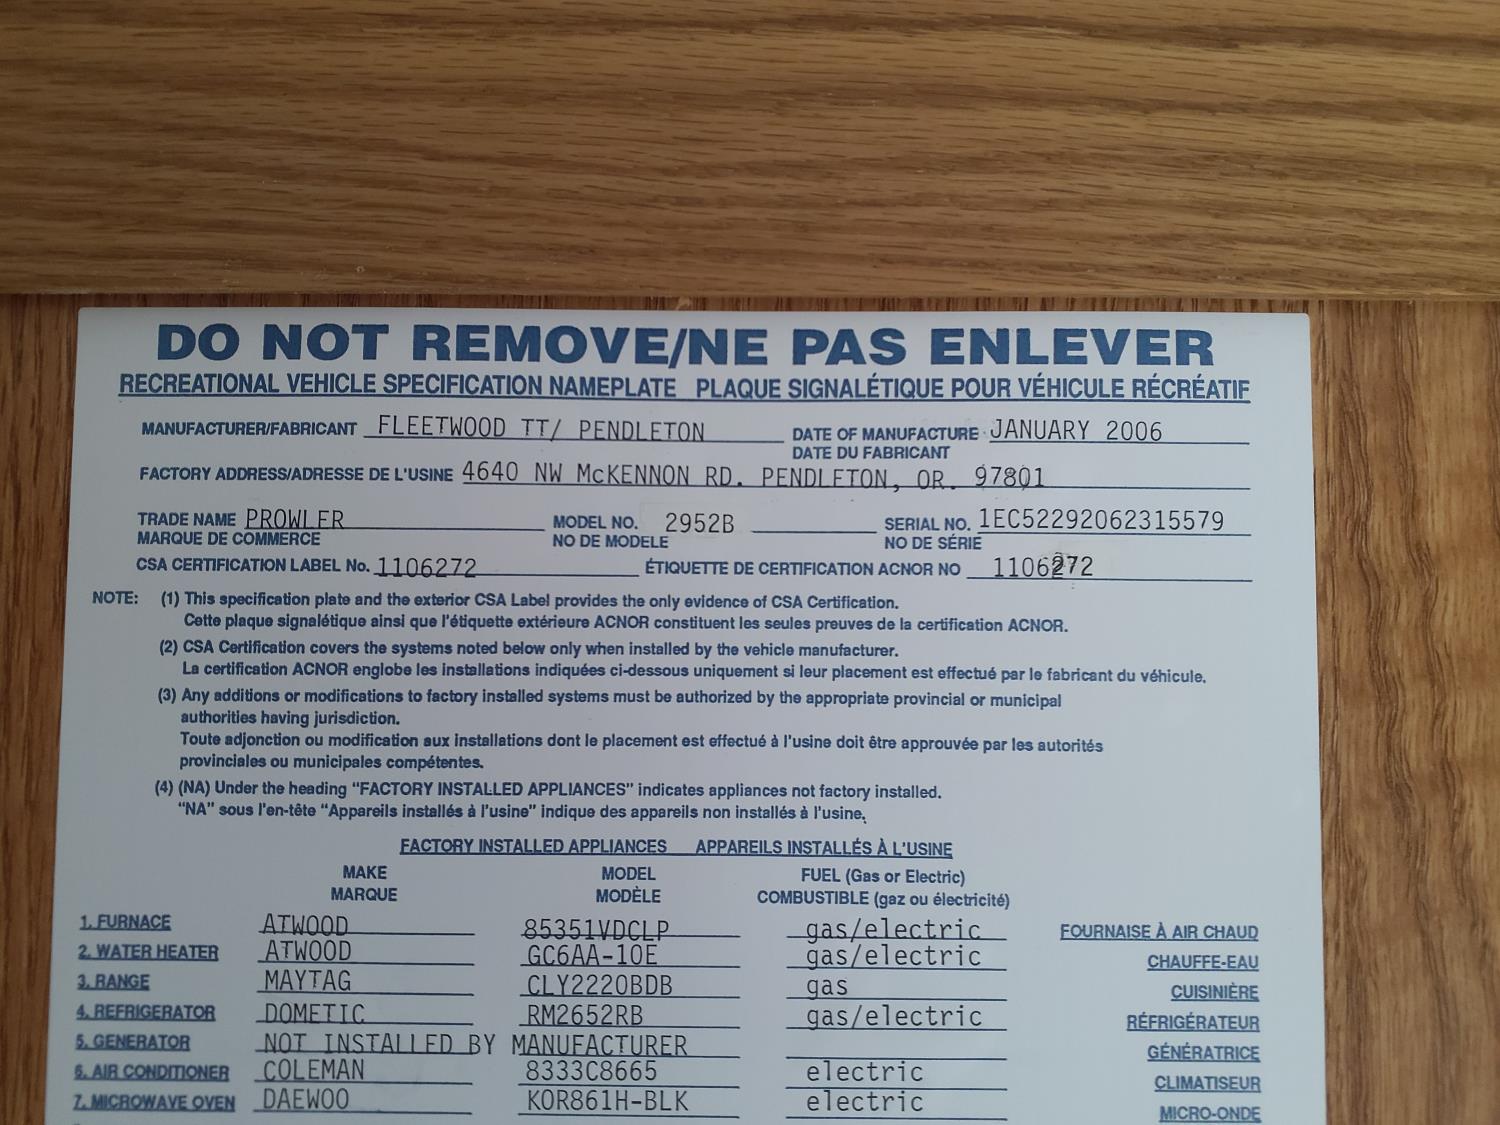 DO NOT REMOVE/NE PAS ENLEVER
RECREATIONAL VEHICLE SPECIFICATION NAMEPLATE PLAQUE SIGNALÉTIQUE POUR VÉHICULE RÉCRÉATIF
MANUFACTURER/FABRICANT FLEETWOOD TT/ PENDLETON DATE OF MANUFACTURE JANUARY 2006
DATE DU FABRICANT
FACTORY ADDRESS/ADRESSE DE L'USINE 4640 NW McKENNON RD. PENDLETON, OR. 97801
TRADE NAME PROWLER MODEL NO. 2952B SERIAL NO. 1EC52292062315579
MARQUE DE COMMERCE NO DE MODELE NO DE SÉRIE
CSA CERTIFICATION LABEL No. 1106272 ÉTIQUETTE DE CERTIFICATION ACNOR NO 1106272
NOTE: (1) This specification plate and the exterior CSA Label provides the only evidence of CSA Certification.
Cette plaque signalétique ainsi que l'étiquette extérieure ACNOR constituent les seules preuves de la certification ACNOR.
(2) CSA Certification covers the systems noted below only when installed by the vehicle manufacturer.
La certification ACNOR englobe les installations indiquées ci-dessous uniquement si leur placement est effectué par le fabricant du véhicule.
(3) Any additions or modifications to factory installed systems must be authorized by the appropriate provincial or municipal
authorities having jurisdiction.
Toute adjonction ou modification aux installations dont le placement est effectué à l'usine doit être approuvée par les autorités
provinciales ou municipales compétentes.
(4) (NA) Under the heading “FACTORY INSTALLED APPLIANCES” indicates appliances not factory installed.
“NA” sous l'en-tête “Appareils installés à l'usine” indique des appareils non installés à l'usine.
FACTORY INSTALLED APPLIANCES APPAREILS INSTALLÉS À L'USINE
MAKE MODEL FUEL (Gas or Electric)
MARQUE MODÈLE COMBUSTIBLE (gaz ou électricité)
1. FURNACE ATWOOD 85351VDCLP gas/electric FOURNAISE À AIR CHAUD
2. WATER HEATER ATWOOD GC6AA-10E gas/electric CHAUFFE-EAU
3. RANGE MAYTAG CLY2220BDB gas CUISINIÈRE
4. REFRIGERATOR DOMETIC RM2652RB gas/electric RÉFRIGÉRATEUR
5. GENERATOR NOT INSTALLED BY MANUFACTURER GÉNÉRATRICE
6. AIR CONDITIONER COLEMAN 8333C8665 electric CLIMATISEUR
7. MICROWAVE OVEN DAEWOO KOR861H-BLK electric MICRO-ONDE